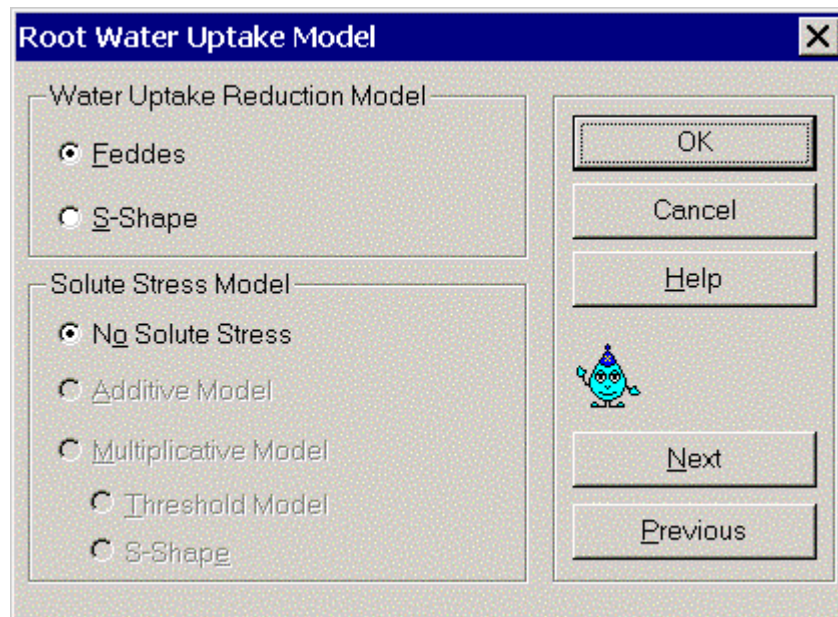 Root Water Uptake Model
Water Uptake Reduction Model
Feddes
S-Shape
Solute Stress Model
No Solute Stress
Additive Model
Multiplicative Model
Threshold Model
S-Shape
OK
Cancel
Help
Next
Previous